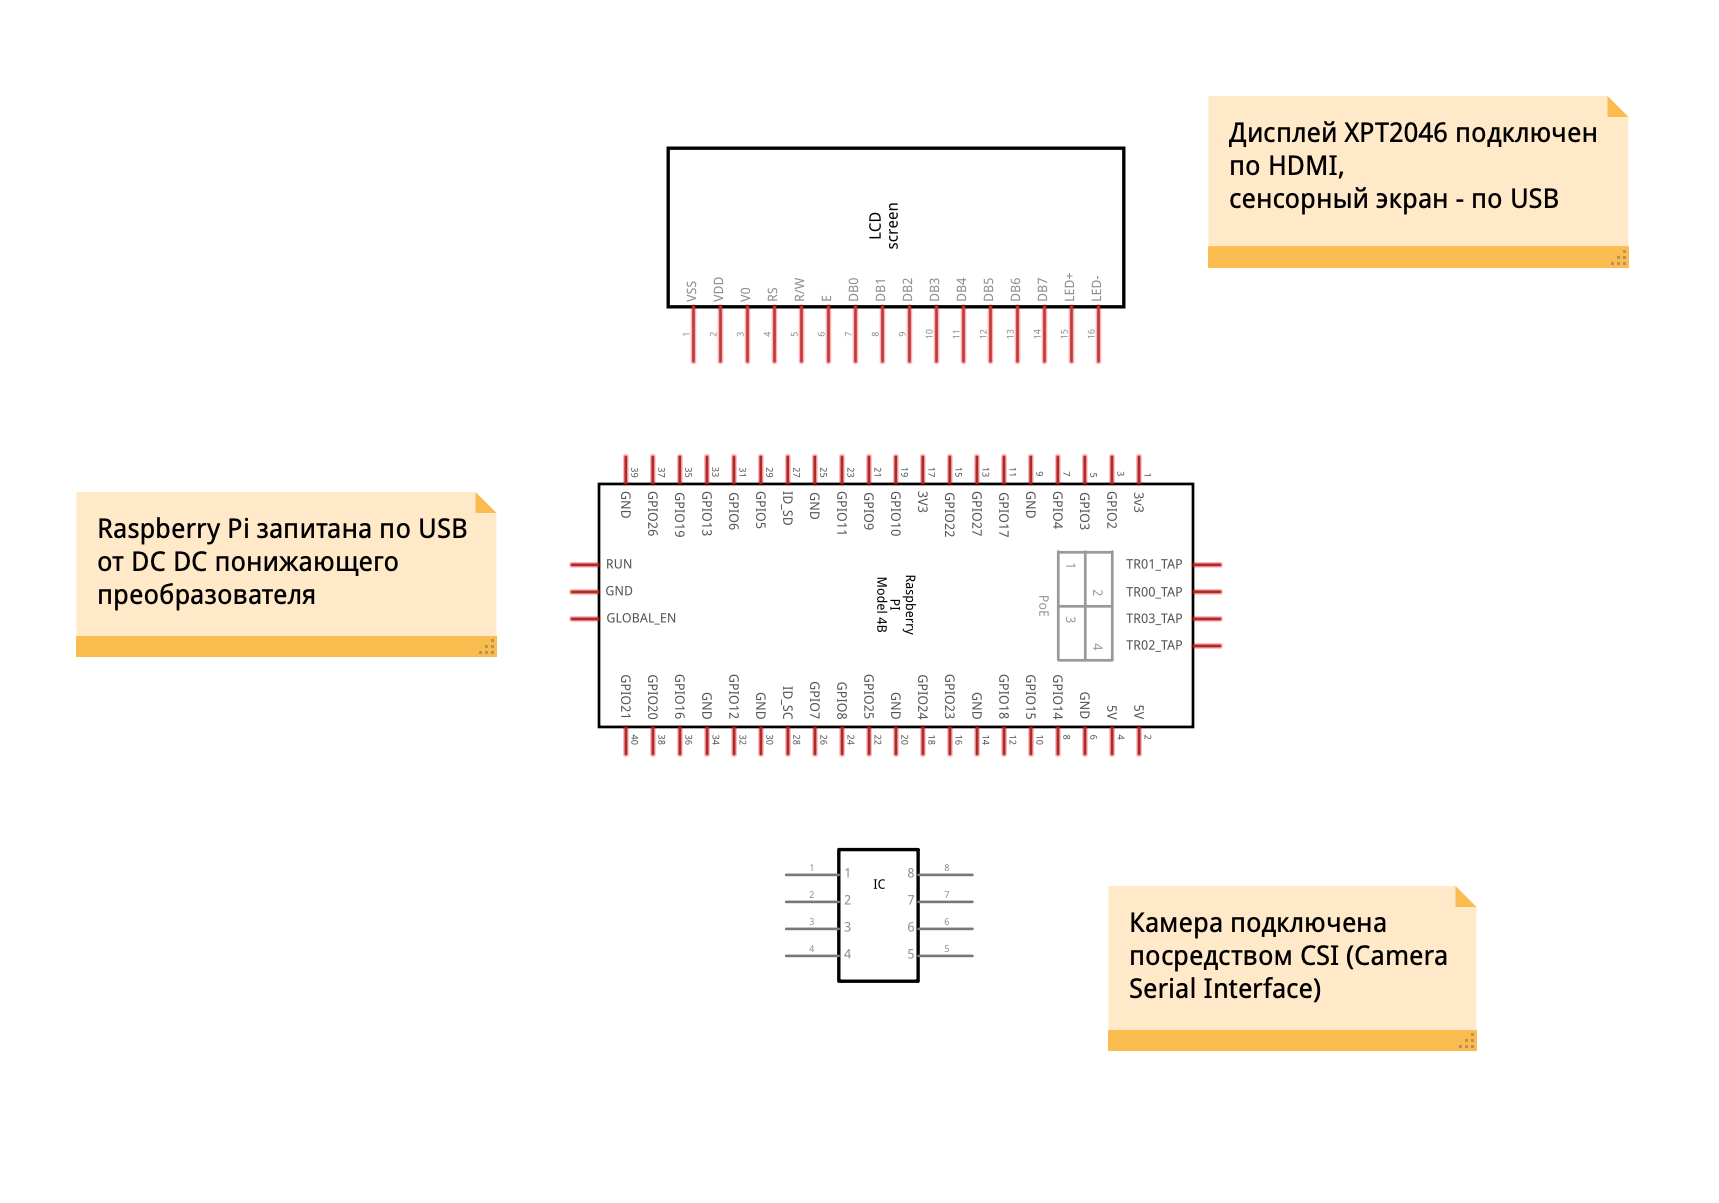 Дисплей XPT2046 подключен
по HDMI,
сенсорный экран - по USB
LCD
screen
VSS VDD V0 RS R/W E DB0 DB1 DB2 DB3 DB4 DB5 DB6 DB7 LED+ LED-
1 2 3 4 5 6 7 8 9 10 11 12 13 14 15 16
Raspberry Pi запитана по USB
от DC DC понижающего
преобразователя
39 37 35 33 31 29 27 25 23 21 19 17 15 13 11 9 7 5 3 1
GND GPIO26 GPIO19 GPIO13 GPIO6 GPIO5 ID_SD GND GPIO11 GPIO9 GPIO10 3V3 GPIO22 GPIO27 GPIO17 GND GPIO4 GPIO3 GPIO2 3v3
RUN
GND
GLOBAL_EN
Raspberry
PI
Model 4B
PoE
1 2
3 4
TR01_TAP
TR00_TAP
TR03_TAP
TR02_TAP
GPIO21 GPIO20 GPIO16 GND GPIO12 GND ID_SC GPIO7 GPIO8 GPIO25 GND GPIO24 GPIO23 GND GPIO18 GPIO15 GPIO14 GND 5V 5V
40 38 36 34 32 30 28 26 24 22 20 18 16 14 12 10 8 6 4 2
IC
1 1 8 8
2 2 7 7
3 3 6 6
4 4 5 5
Камера подключена
посредством CSI (Camera
Serial Interface)